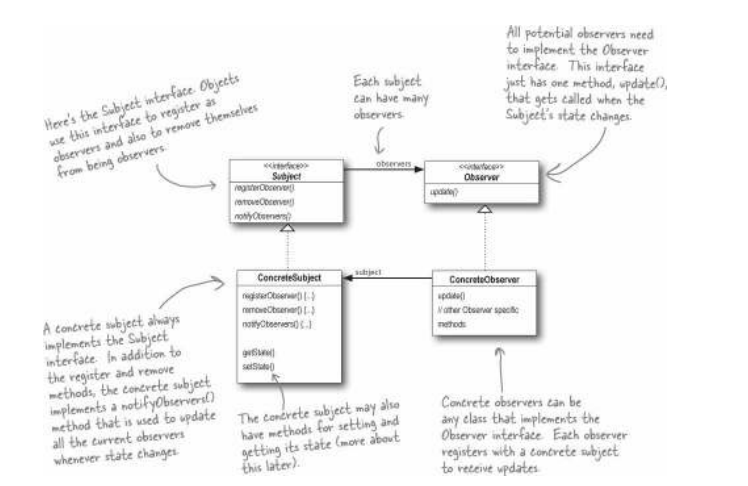 Here's the Subject interface. Objects
use this interface to register as
observers and also to remove themselves
from being observers.
Each subject
can have many
observers.
All potential observers need
to implement the Observer
interface. This interface
just has one method, update(),
that gets called when the
Subject's state changes.
<<interface>>
Subject
registerObserver()
removeObserver()
notifyObservers()
observers
<<interface>>
Observer
update()
ConcreteSubject
registerObserver() {...}
removeObserver() {...}
notifyObservers() {...}
getState()
setState()
subject
ConcreteObserver
update()
// other Observer specific
methods
A concrete subject always
implements the Subject
interface. In addition to
the register and remove
methods, the concrete subject
implements a notifyObservers()
method that is used to update
all the current observers
whenever state changes.
The concrete subject may also
have methods for setting and
getting its state (more about
this later).
Concrete observers can be
any class that implements the
Observer interface. Each observer
registers with a concrete subject
to receive updates.